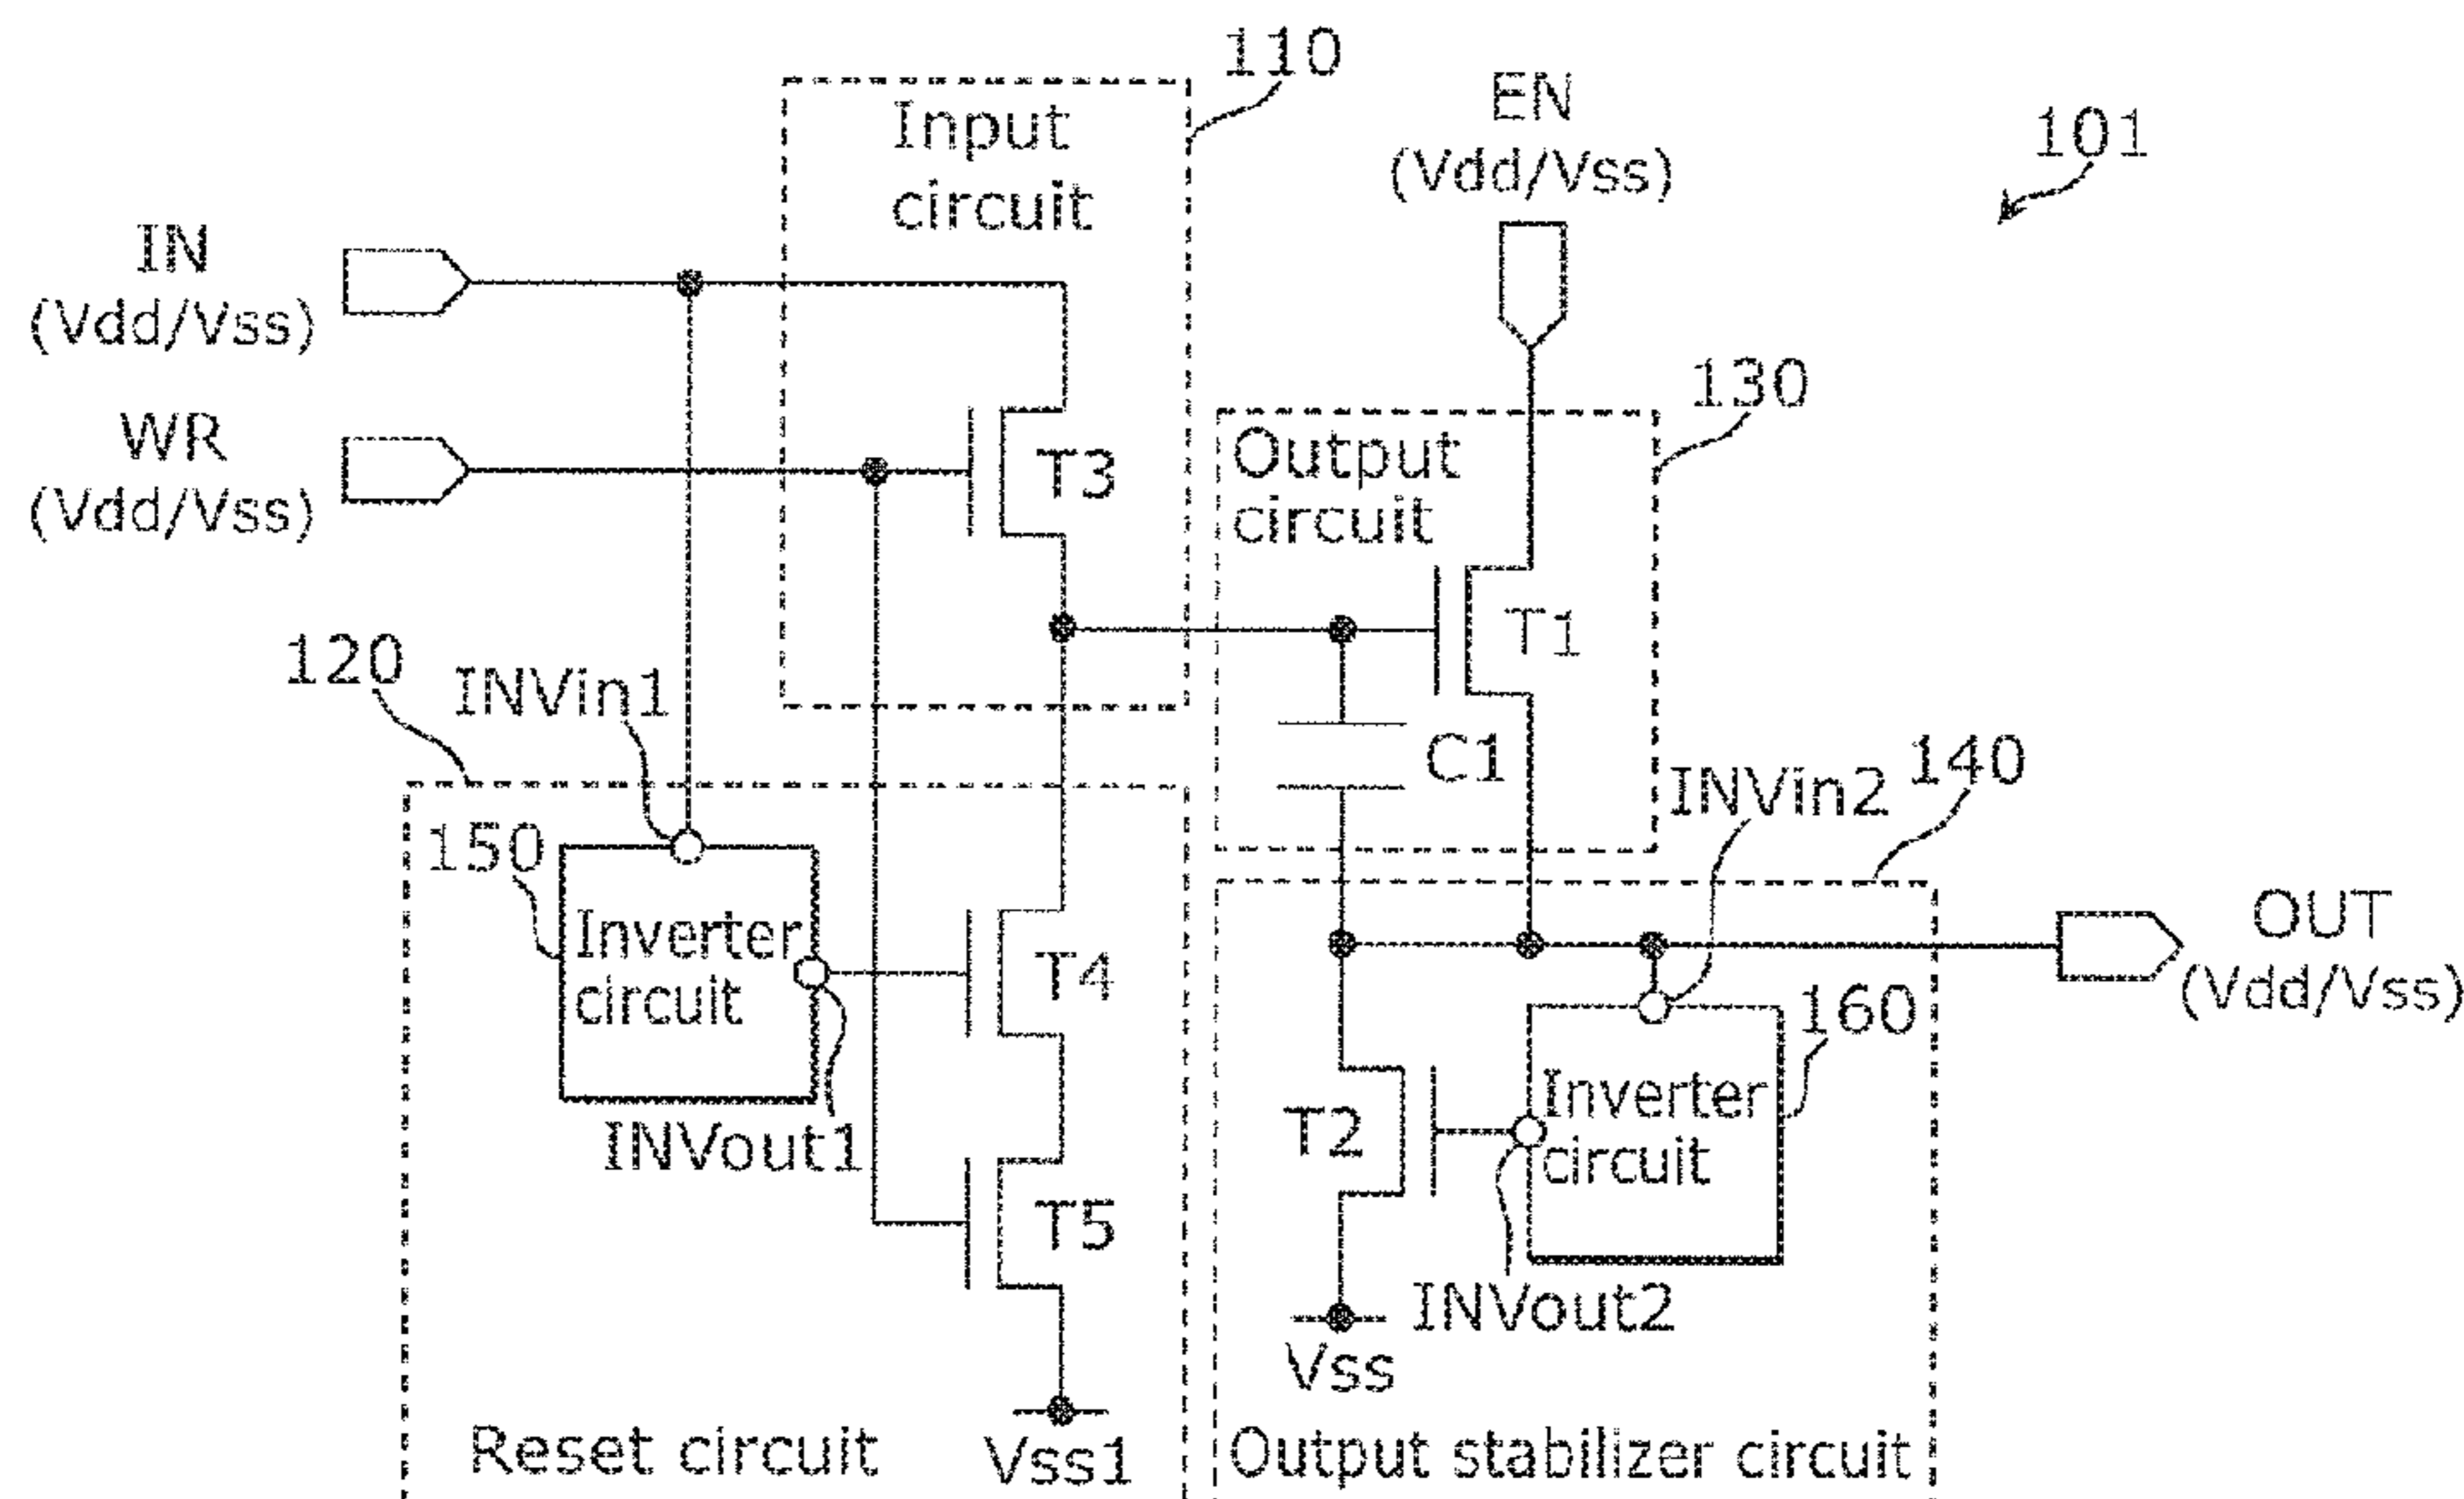 110
Input
circuit
EN
(Vdd/Vss)
101
IN
(Vdd/Vss)
WR
(Vdd/Vss)
T3
130
Output
circuit
T1
120
INVin1
C1
INVin2
140
150
Inverter
circuit
T4
OUT
(Vdd/Vss)
160
INVout1
T2
Inverter
circuit
T5
INVout2
Vss
Reset circuit
Vss1
Output stabilizer circuit